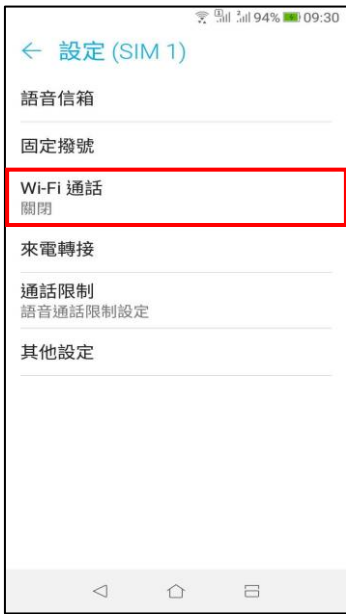 94% 09:30
← 設定 (SIM 1)
語音信箱
固定撥號
Wi-Fi 通話
關閉
來電轉接
通話限制
語音通話限制設定
其他設定